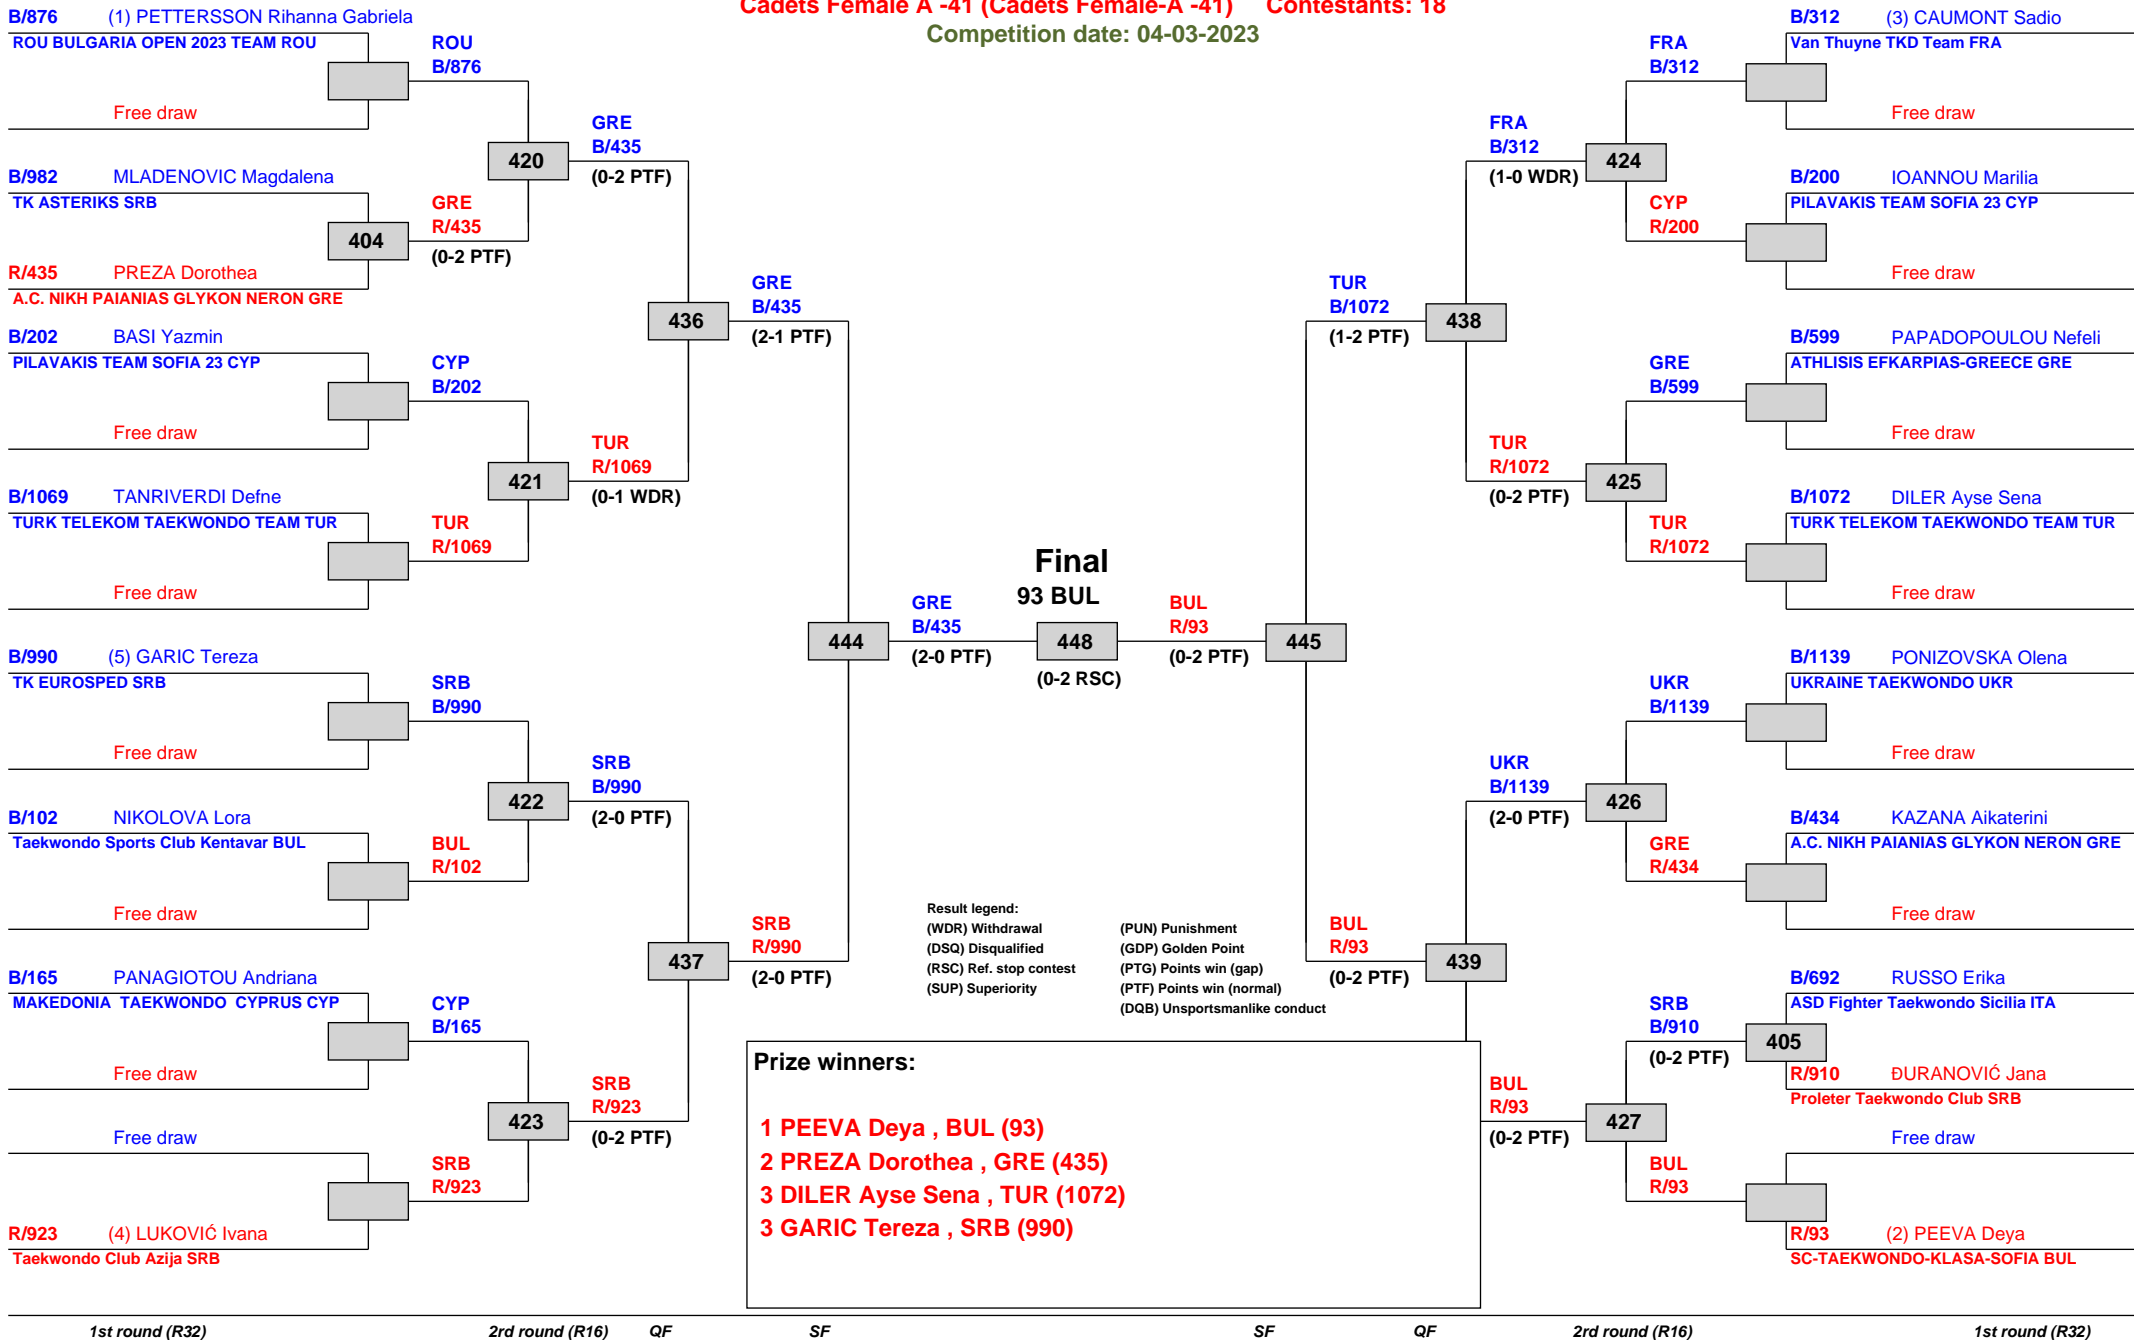 Cadets Female A -41 (Cadets Female-A -41) Contestants: 18
Competition date: 04-03-2023
B/876 (1) PETTERSSON Rihanna Gabriela
ROU BULGARIA OPEN 2023 TEAM ROU
Free draw
B/982 MLADENOVIC Magdalena
TK ASTERIKS SRB
404
R/435 PREZA Dorothea
A.C. NIKH PAIANIAS GLYKON NERON GRE
B/202 BASI Yazmin
PILAVAKIS TEAM SOFIA 23 CYP
Free draw
B/1069 TANRIVERDI Defne
TURK TELEKOM TAEKWONDO TEAM TUR
Free draw
B/990 (5) GARIC Tereza
TK EUROSPED SRB
Free draw
B/102 NIKOLOVA Lora
Taekwondo Sports Club Kentavar BUL
Free draw
B/165 PANAGIOTOU Andriana
MAKEDONIA TAEKWONDO CYPRUS CYP
Free draw
Free draw
R/923 (4) LUKOVIĆ Ivana
Taekwondo Club Azija SRB
ROU
B/876
420
GRE
R/435
(0-2 PTF)
CYP
B/202
421
TUR
R/1069
SRB
B/990
422
BUL
R/102
CYP
B/165
423
SRB
R/923
GRE
B/435
(0-2 PTF)
436
TUR
R/1069
(0-1 WDR)
SRB
B/990
(2-0 PTF)
437
SRB
R/923
(0-2 PTF)
GRE
B/435
(2-1 PTF)
444
SRB
R/990
(2-0 PTF)
GRE
B/435
(2-0 PTF)
Final
93 BUL
448
(0-2 RSC)
BUL
R/93
(0-2 PTF)
445
TUR
B/1072
(1-2 PTF)
438
BUL
R/93
(0-2 PTF)
439
FRA
B/312
(1-0 WDR)
424
TUR
R/1072
(0-2 PTF)
425
UKR
B/1139
(2-0 PTF)
426
BUL
R/93
(0-2 PTF)
427
FRA
B/312
CYP
R/200
GRE
B/599
TUR
R/1072
UKR
B/1139
GRE
R/434
SRB
B/910
(0-2 PTF)
405
BUL
R/93
B/312 (3) CAUMONT Sadio
Van Thuyne TKD Team FRA
Free draw
B/200 IOANNOU Marilia
PILAVAKIS TEAM SOFIA 23 CYP
Free draw
B/599 PAPADOPOULOU Nefeli
ATHLISIS EFKARPIAS-GREECE GRE
Free draw
B/1072 DILER Ayse Sena
TURK TELEKOM TAEKWONDO TEAM TUR
Free draw
B/1139 PONIZOVSKA Olena
UKRAINE TAEKWONDO UKR
Free draw
B/434 KAZANA Aikaterini
A.C. NIKH PAIANIAS GLYKON NERON GRE
Free draw
B/692 RUSSO Erika
ASD Fighter Taekwondo Sicilia ITA
R/910 ĐURANOVIĆ Jana
Proleter Taekwondo Club SRB
Free draw
R/93 (2) PEEVA Deya
SC-TAEKWONDO-KLASA-SOFIA BUL
Result legend:
(WDR) Withdrawal (PUN) Punishment
(DSQ) Disqualified (GDP) Golden Point
(RSC) Ref. stop contest (PTG) Points win (gap)
(SUP) Superiority (PTF) Points win (normal)
(DQB) Unsportsmanlike conduct
Prize winners:
1 PEEVA Deya , BUL (93)
2 PREZA Dorothea , GRE (435)
3 DILER Ayse Sena , TUR (1072)
3 GARIC Tereza , SRB (990)
1st round (R32) 2rd round (R16) QF SF SF QF 2rd round (R16) 1st round (R32)